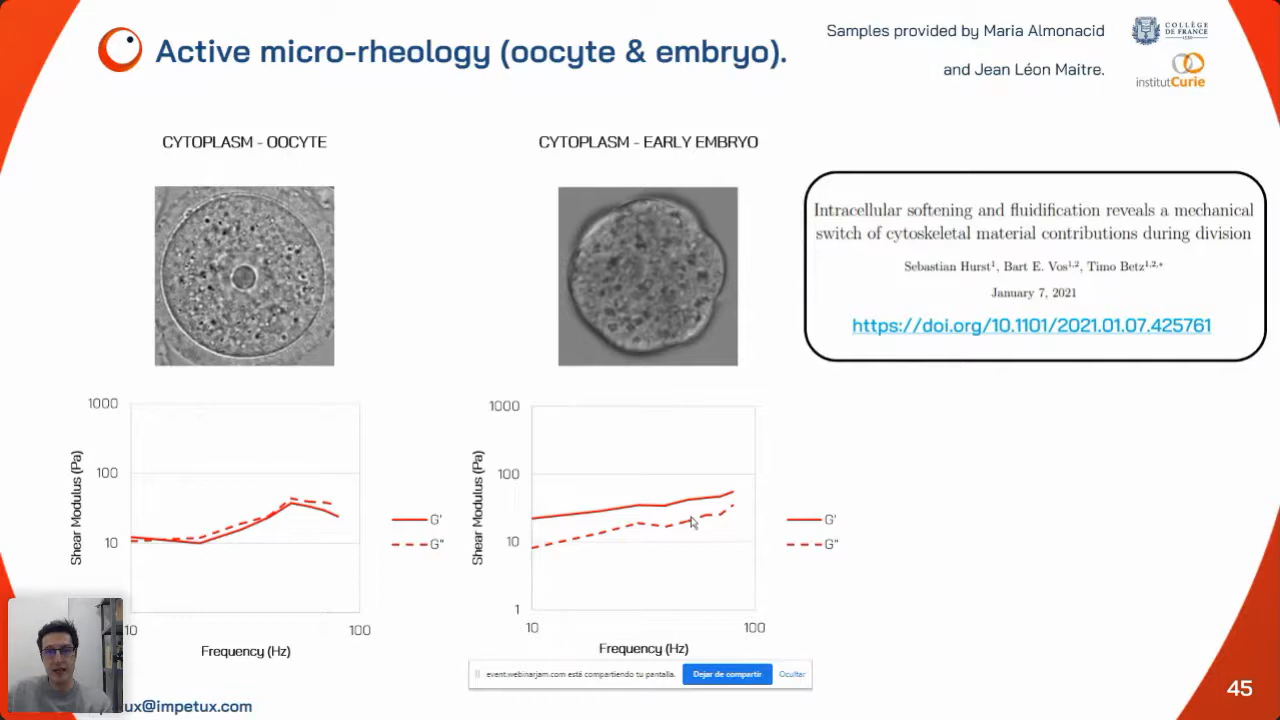 Active micro-rheology (oocyte & embryo).
Samples provided by Maria Almonacid
and Jean Léon Maitre.
COLLÈGE
DE FRANCE
1530
institutCurie
CYTOPLASM - OOCYTE
CYTOPLASM - EARLY EMBRYO
Intracellular softening and fluidification reveals a mechanical
switch of cytoskeletal material contributions during division
Sebastian Hurst¹, Bart E. Vos¹,², Timo Betz¹,²,*
January 7, 2021
https://doi.org/10.1101/2021.01.07.425761
1000
100
10
Shear Modulus (Pa)
G'
G"
10
100
Frequency (Hz)
1000
100
10
1
Shear Modulus (Pa)
G'
G"
10
100
Frequency (Hz)
event.webinarjam.com está compartiendo tu pantalla.
Dejar de compartir
Ocultar
ux@impetux.com
45